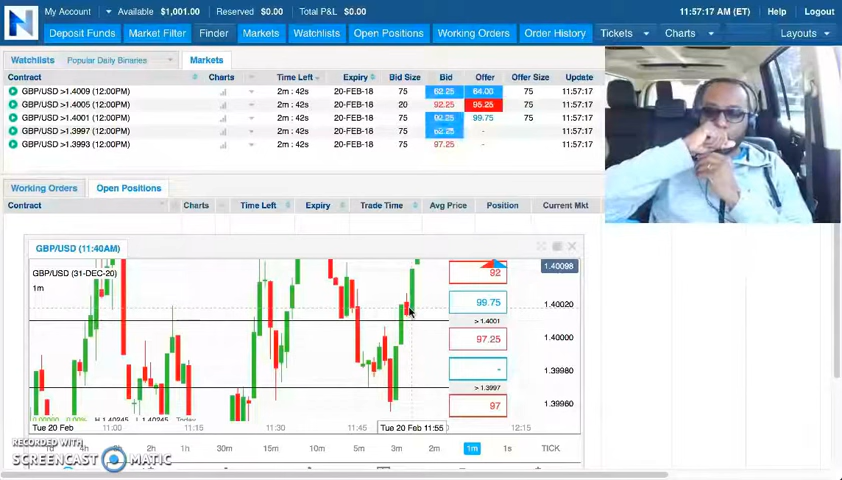 My Account Available $1,001.00 Reserved $0.00 Total P&L $0.00 11:57:17 AM (ET) Help Logout
Deposit Funds Market Filter Finder Markets Watchlists Open Positions Working Orders Order History Tickets Charts Layouts
Watchlists Popular Daily Binaries Markets
Contract Charts Time Left Expiry Bid Size Bid Offer Offer Size Update
GBP/USD >1.4009 (12:00PM) 2m : 42s 20-FEB-18 75 62.25 64.00 75 11:57:17
GBP/USD >1.4005 (12:00PM) 2m : 42s 20-FEB-18 20 92.25 95.25 75 11:57:17
GBP/USD >1.4001 (12:00PM) 2m : 42s 20-FEB-18 75 99.75 75 11:57:17
GBP/USD >1.3997 (12:00PM) 2m : 42s 20-FEB-18 75 - 11:57:17
GBP/USD >1.3993 (12:00PM) 2m : 42s 20-FEB-18 75 97.25 - 11:57:17
Working Orders Open Positions
Contract Charts Time Left Expiry Trade Time Avg Price Position Current Mkt
GBP/USD (11:40AM)
GBP/USD (31-DEC-20)
1m
92
1.40098
99.75
1.40020
> 1.4001
97.25
1.40000
-
1.39980
> 1.3997
97
1.39960
Tue 20 Feb 11:00 11:15 11:30 11:45 Tue 20 Feb 11:55 12:15
1d 4h 2h 1h 30m 15m 10m 5m 3m 2m 1m 1s TICK
RECORDED WITH
SCREENCAST MATIC